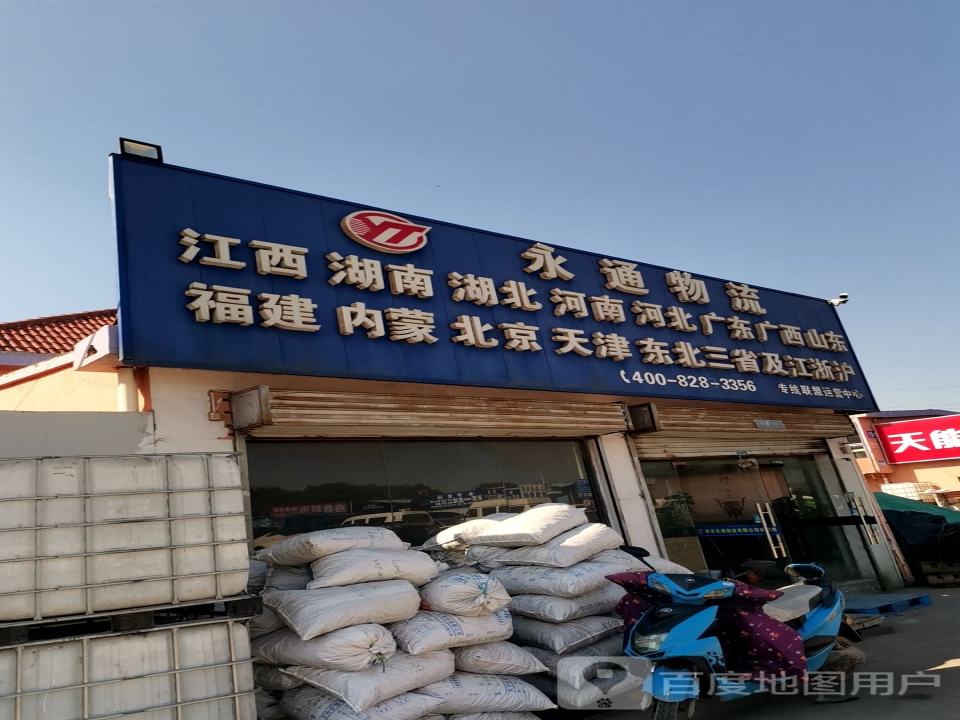 永通物流
江西 湖南 湖北 河南 河北 广东 广西 山东
福建 内蒙 北京 天津 东北三省及江浙沪
400-828-3356 专线联盟运营中心
天能
百度地图用户